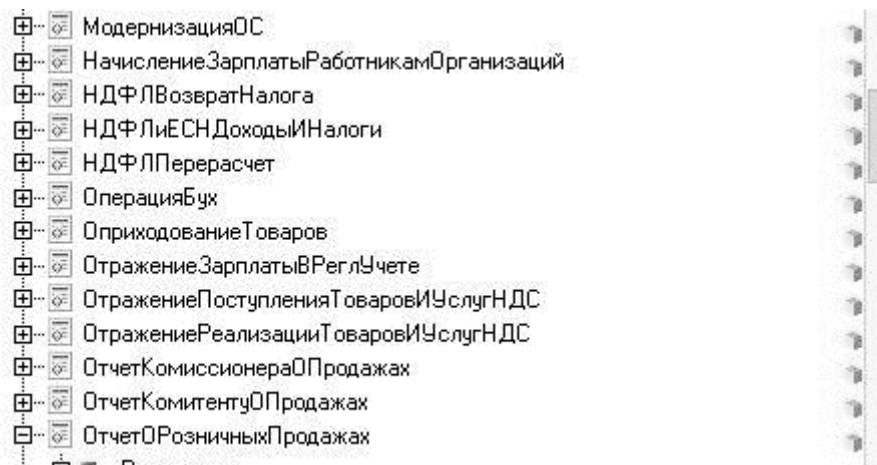 МодернизацияОС
НачислениеЗарплатыРаботникамОрганизаций
НДФЛВозвратНалога
НДФЛиЕСНДоходыИНалоги
НДФЛПерерасчет
ОперацияБух
ОприходованиеТоваров
ОтражениеЗарплатыВРеглУчете
ОтражениеПоступленияТоваровИУслугНДС
ОтражениеРеализацииТоваровИУслугНДС
ОтчетКомиссионераОПродажах
ОтчетКомитентуОПродажах
ОтчетОРозничныхПродажах